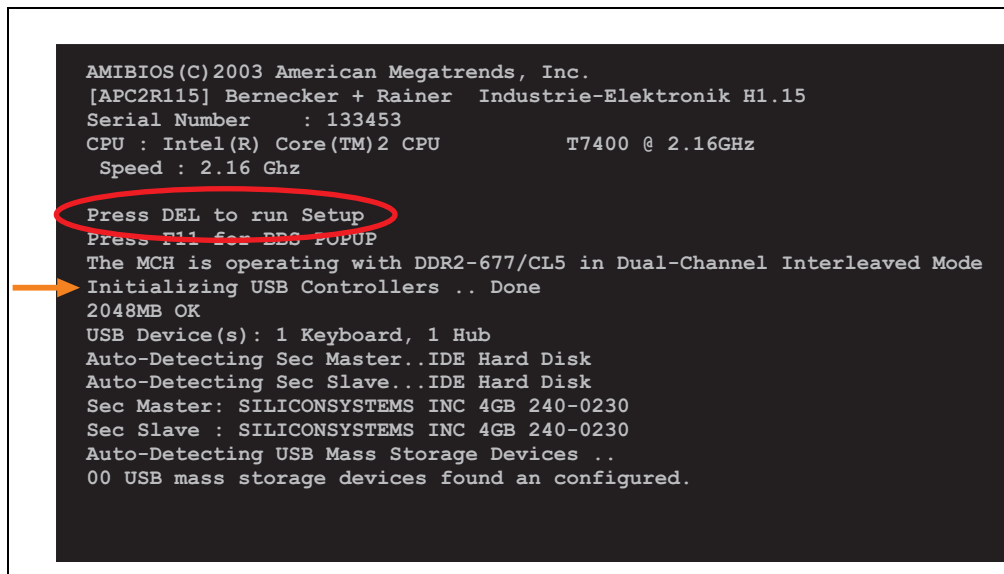 AMIBIOS(C)2003 American Megatrends, Inc.
[APC2R115] Bernecker + Rainer  Industrie-Elektronik H1.15
Serial Number    : 133453
CPU : Intel(R) Core(TM)2 CPU          T7400 @ 2.16GHz
 Speed : 2.16 Ghz
Press DEL to run Setup
Press F11 for BBS POPUP
The MCH is operating with DDR2-677/CL5 in Dual-Channel Interleaved Mode
Initializing USB Controllers .. Done
2048MB OK
USB Device(s): 1 Keyboard, 1 Hub
Auto-Detecting Sec Master..IDE Hard Disk
Auto-Detecting Sec Slave...IDE Hard Disk
Sec Master: SILICONSYSTEMS INC 4GB 240-0230
Sec Slave : SILICONSYSTEMS INC 4GB 240-0230
Auto-Detecting USB Mass Storage Devices ..
00 USB mass storage devices found an configured.